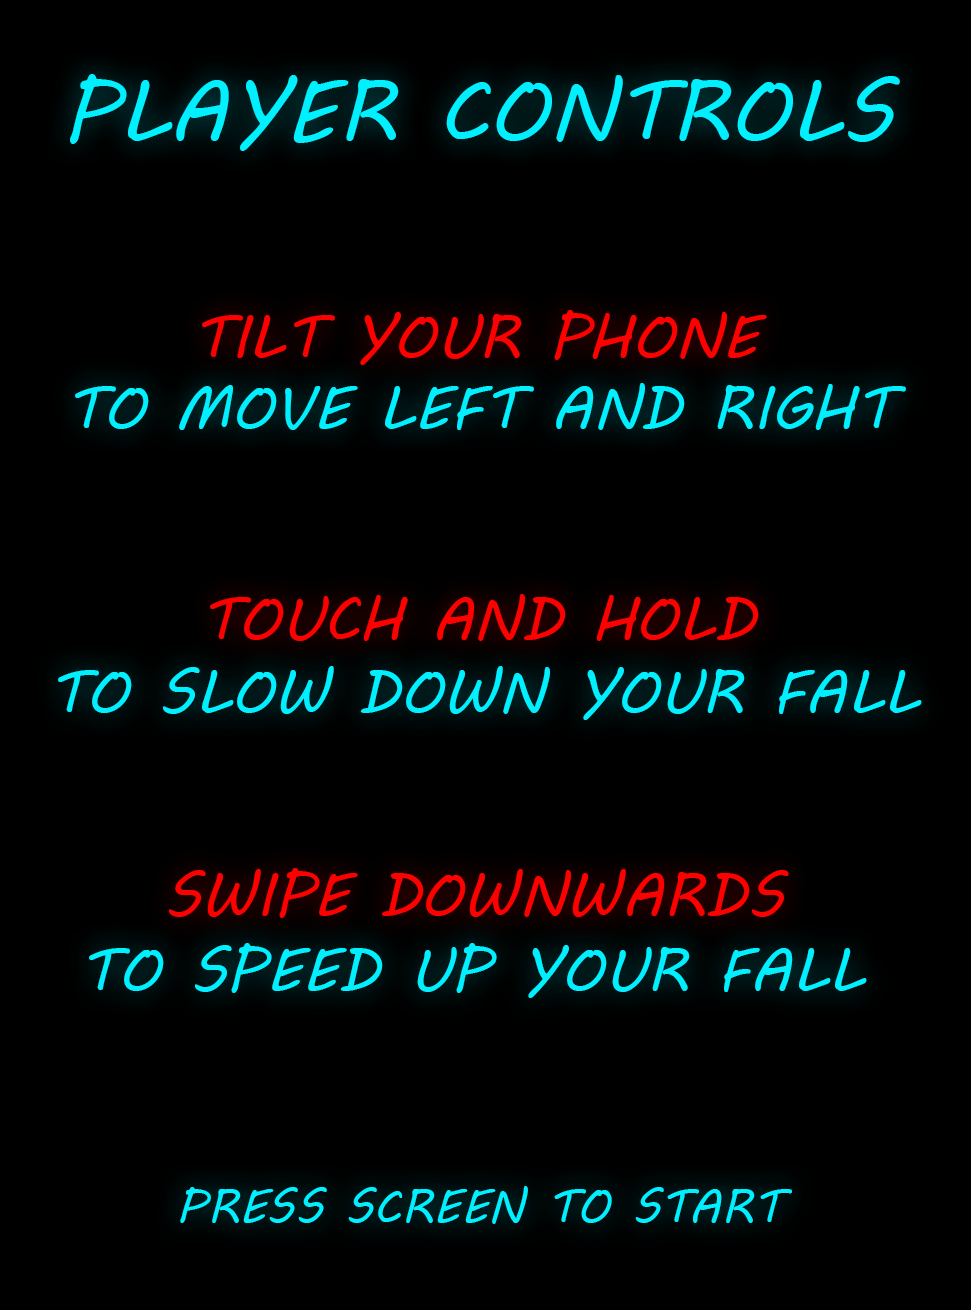 PLAYER CONTROLS
TILT YOUR PHONE
TO MOVE LEFT AND RIGHT
TOUCH AND HOLD
TO SLOW DOWN YOUR FALL
SWIPE DOWNWARDS
TO SPEED UP YOUR FALL
PRESS SCREEN TO START